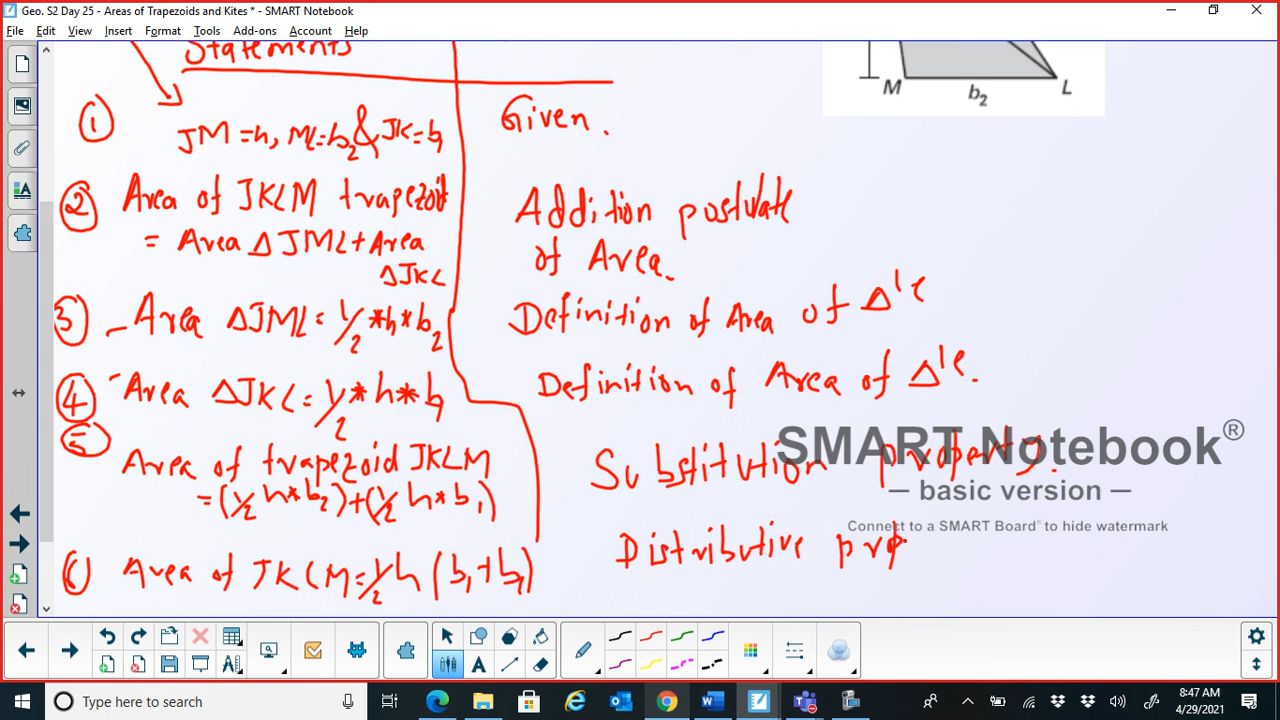 Geo. S2 Day 25 - Areas of Trapezoids and Kites * - SMART Notebook
File Edit View Insert Format Tools Add-ons Account Help
Statements
M b2 L
① JM = h, ML = b2 & JK = b1 Given.
② Area of JKLM trapezoid Addition postulate
= Area Δ JML + Area of Area.
ΔJKL
③ Area ΔJML = 1/2 * h * b2 Definition of Area of Δ'le
④ Area ΔJKL = 1/2 * h * b1 Definition of Area of Δ'le.
SMART Notebook®
⑤ Area of trapezoid JKLM Substitution property.
= (1/2 h * b2) + (1/2 h * b1)
— basic version —
Connect to a SMART Board® to hide watermark
⑥ Area of JKLM = 1/2 h (b1 + b2) Distributive prop
Type here to search
8:47 AM
4/29/2021